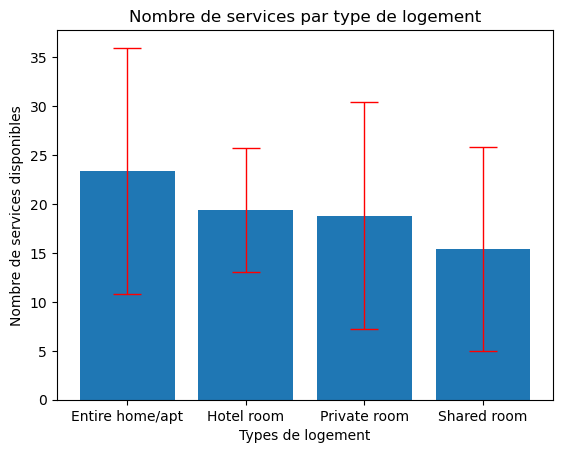 Nombre de services par type de logement
Nombre de services disponibles
35
30
25
20
15
10
5
0
Entire home/apt Hotel room Private room Shared room
Types de logement